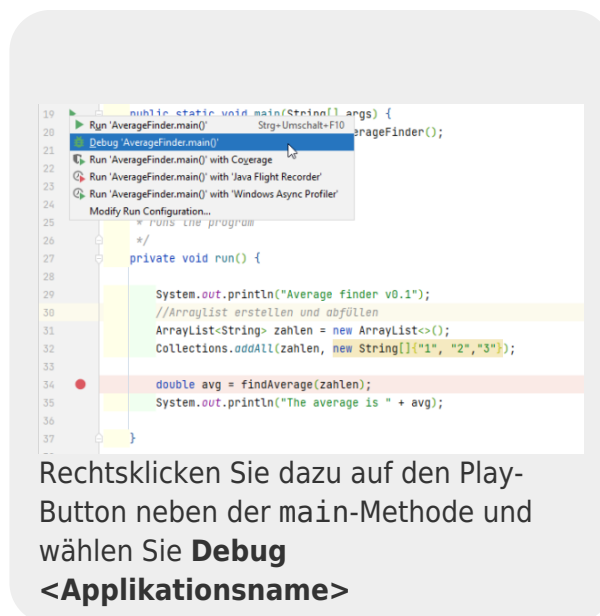 19 public static void main(String[] args) {
Run 'AverageFinder.main()' Strg+Umschalt+F10
20 erageFinder();
Debug 'AverageFinder.main()'
21
Run 'AverageFinder.main()' with Coverage
22
Run 'AverageFinder.main()' with 'Java Flight Recorder'
23
Run 'AverageFinder.main()' with 'Windows Async Profiler'
24
Modify Run Configuration...
25 * runs the program
26 */
27 private void run() {
28
29 System.out.println("Average finder v0.1");
30 //Arraylist erstellen und abfüllen
31 ArrayList<String> zahlen = new ArrayList<>();
32 Collections.addAll(zahlen, new String[]{"1", "2","3"});
33
34 double avg = findAverage(zahlen);
35 System.out.println("The average is " + avg);
36
37 }
Rechtsklicken Sie dazu auf den Play-
Button neben der main-Methode und
wählen Sie Debug
<Applikationsname>